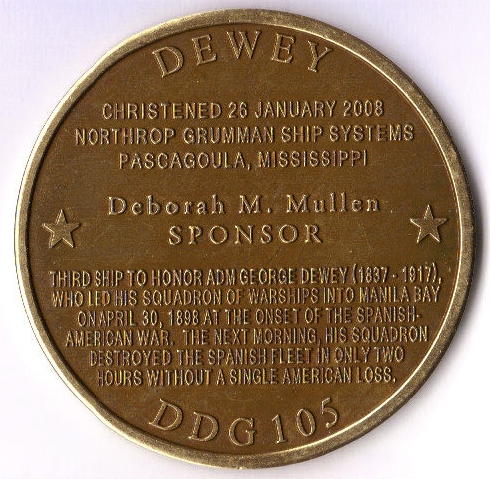 DEWEY
CHRISTENED 26 JANUARY 2008
NORTHROP GRUMMAN SHIP SYSTEMS
PASCAGOULA, MISSISSIPPI
Deborah M. Mullen
SPONSOR
THIRD SHIP TO HONOR ADM GEORGE DEWEY (1837 - 1917),
WHO LED HIS SQUADRON OF WARSHIPS INTO MANILA BAY
ON APRIL 30, 1898 AT THE ONSET OF THE SPANISH-
AMERICAN WAR. THE NEXT MORNING, HIS SQUADRON
DESTROYED THE SPANISH FLEET IN ONLY TWO
HOURS WITHOUT A SINGLE AMERICAN LOSS.
DDG 105